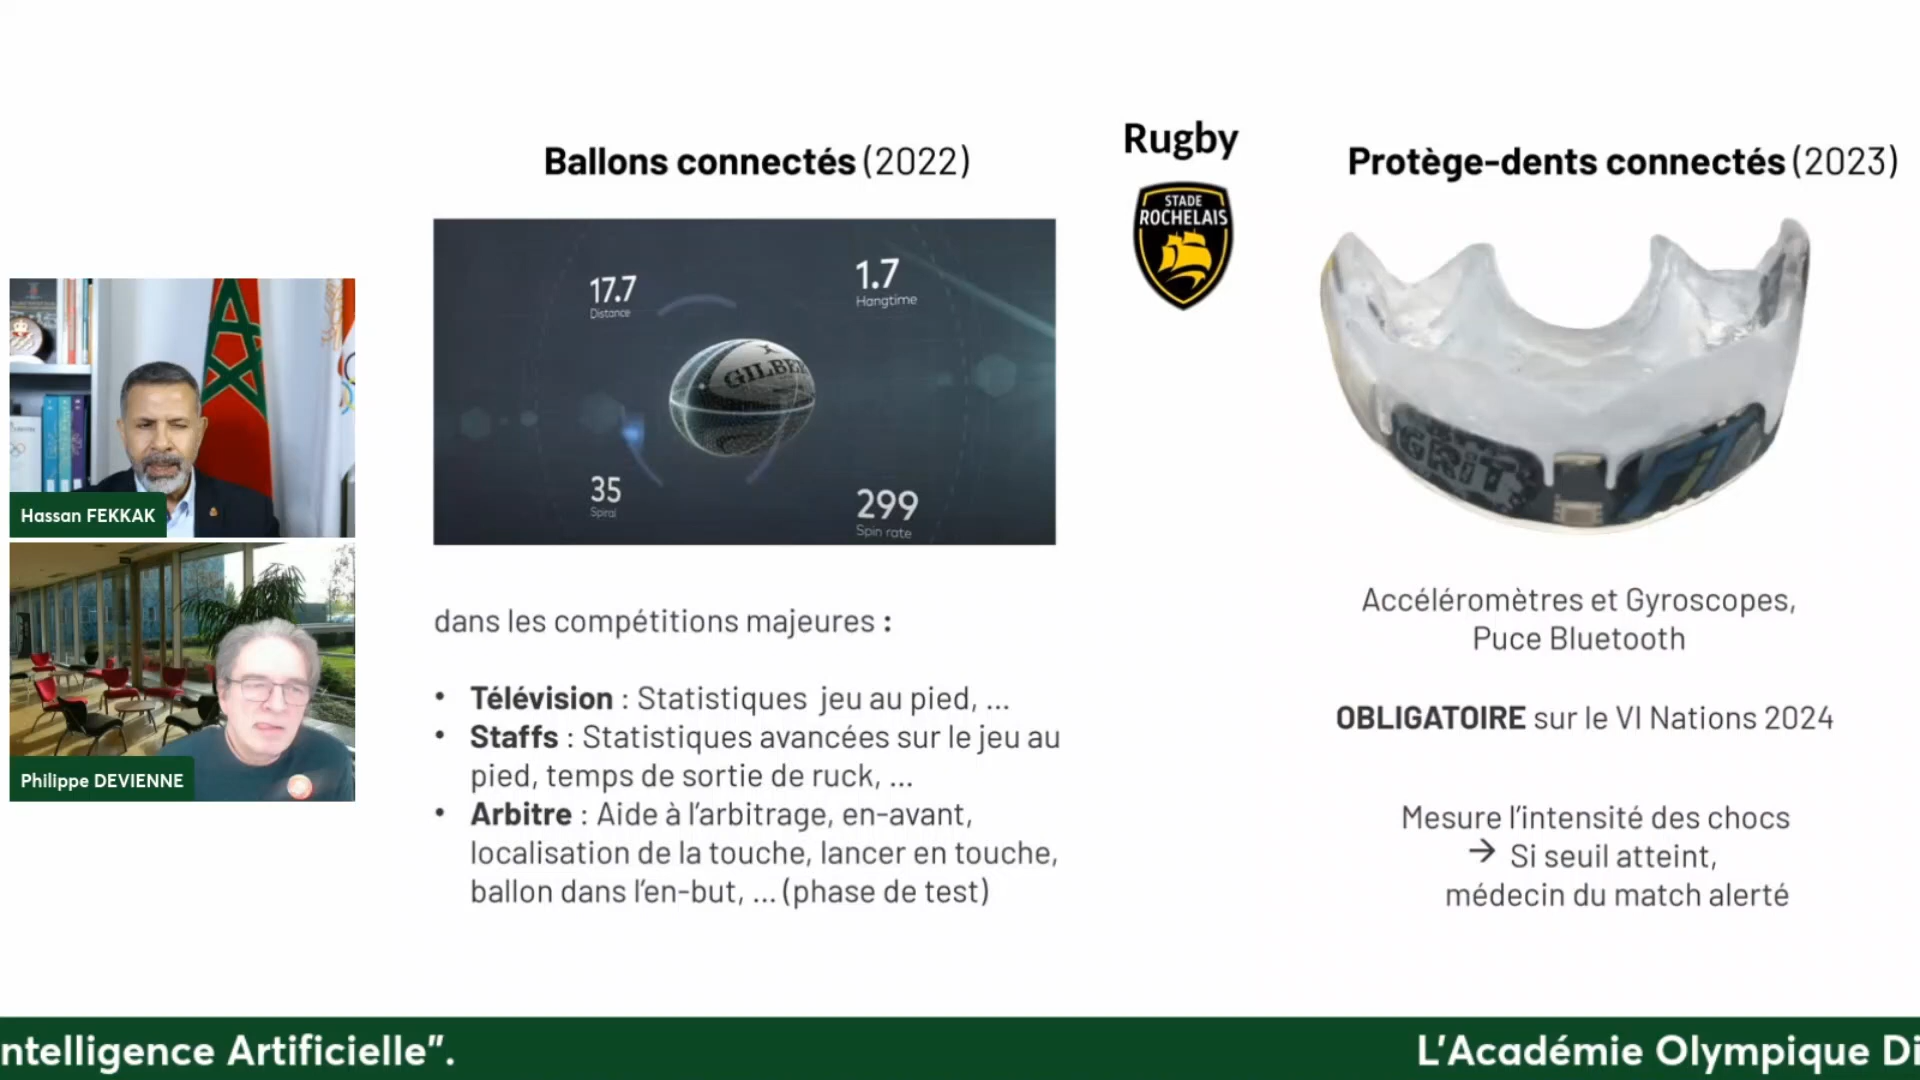 Rugby
Ballons connectés (2022)
Protège-dents connectés (2023)
STADE
ROCHELAIS
17.7
Distance
1.7
Hangtime
GILBE
35
Spiral
299
Spin rate
GRiT
Hassan FEKKAK
Philippe DEVIENNE
dans les compétitions majeures :
• Télévision : Statistiques jeu au pied, ...
• Staffs : Statistiques avancées sur le jeu au
pied, temps de sortie de ruck, ...
• Arbitre : Aide à l’arbitrage, en-avant,
localisation de la touche, lancer en touche,
ballon dans l’en-but, ... (phase de test)
Accéléromètres et Gyroscopes,
Puce Bluetooth
OBLIGATOIRE sur le VI Nations 2024
Mesure l’intensité des chocs
→ Si seuil atteint,
médecin du match alerté
ntelligence Artificielle”.
L’Académie Olympique Di